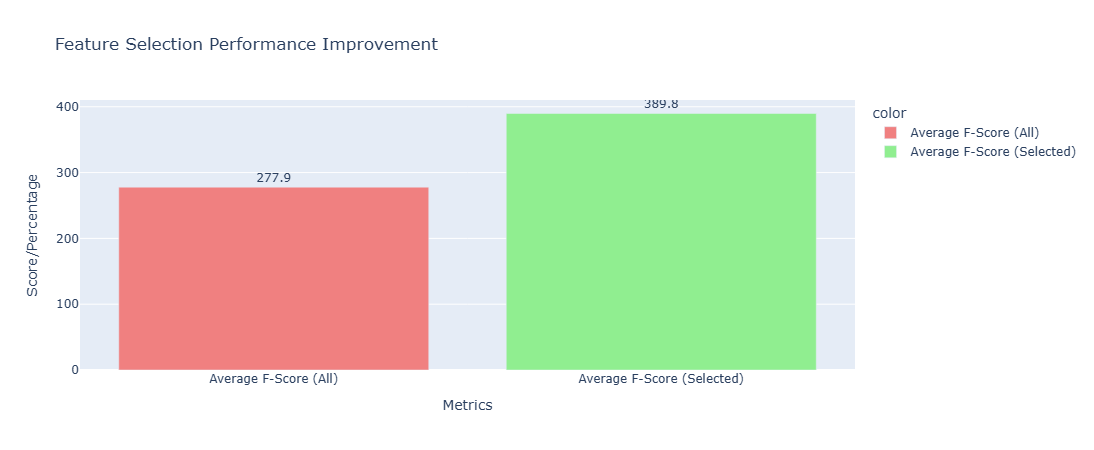 Feature Selection Performance Improvement
400
300
200
100
0
Score/Percentage
277.9
389.8
Average F-Score (All)
Average F-Score (Selected)
Metrics
color
Average F-Score (All)
Average F-Score (Selected)